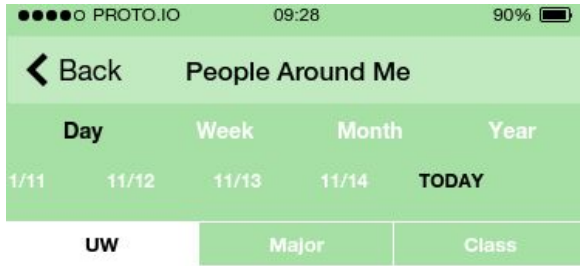 PROTO.IO 09:28 90%
Back People Around Me
Day Week Month Year
1/11 11/12 11/13 11/14 TODAY
UW Major Class